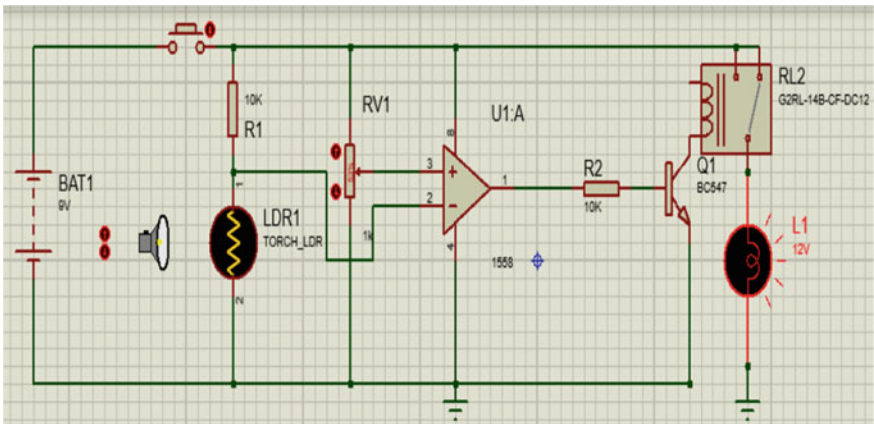 BAT1
9V
10K
R1
1
LDR1
TORCH_LDR
2
RV1
1k
U1:A
8
3
2
1
4
1558
R2
10K
Q1
BC547
RL2
G2RL-14B-CF-DC12
L1
12V